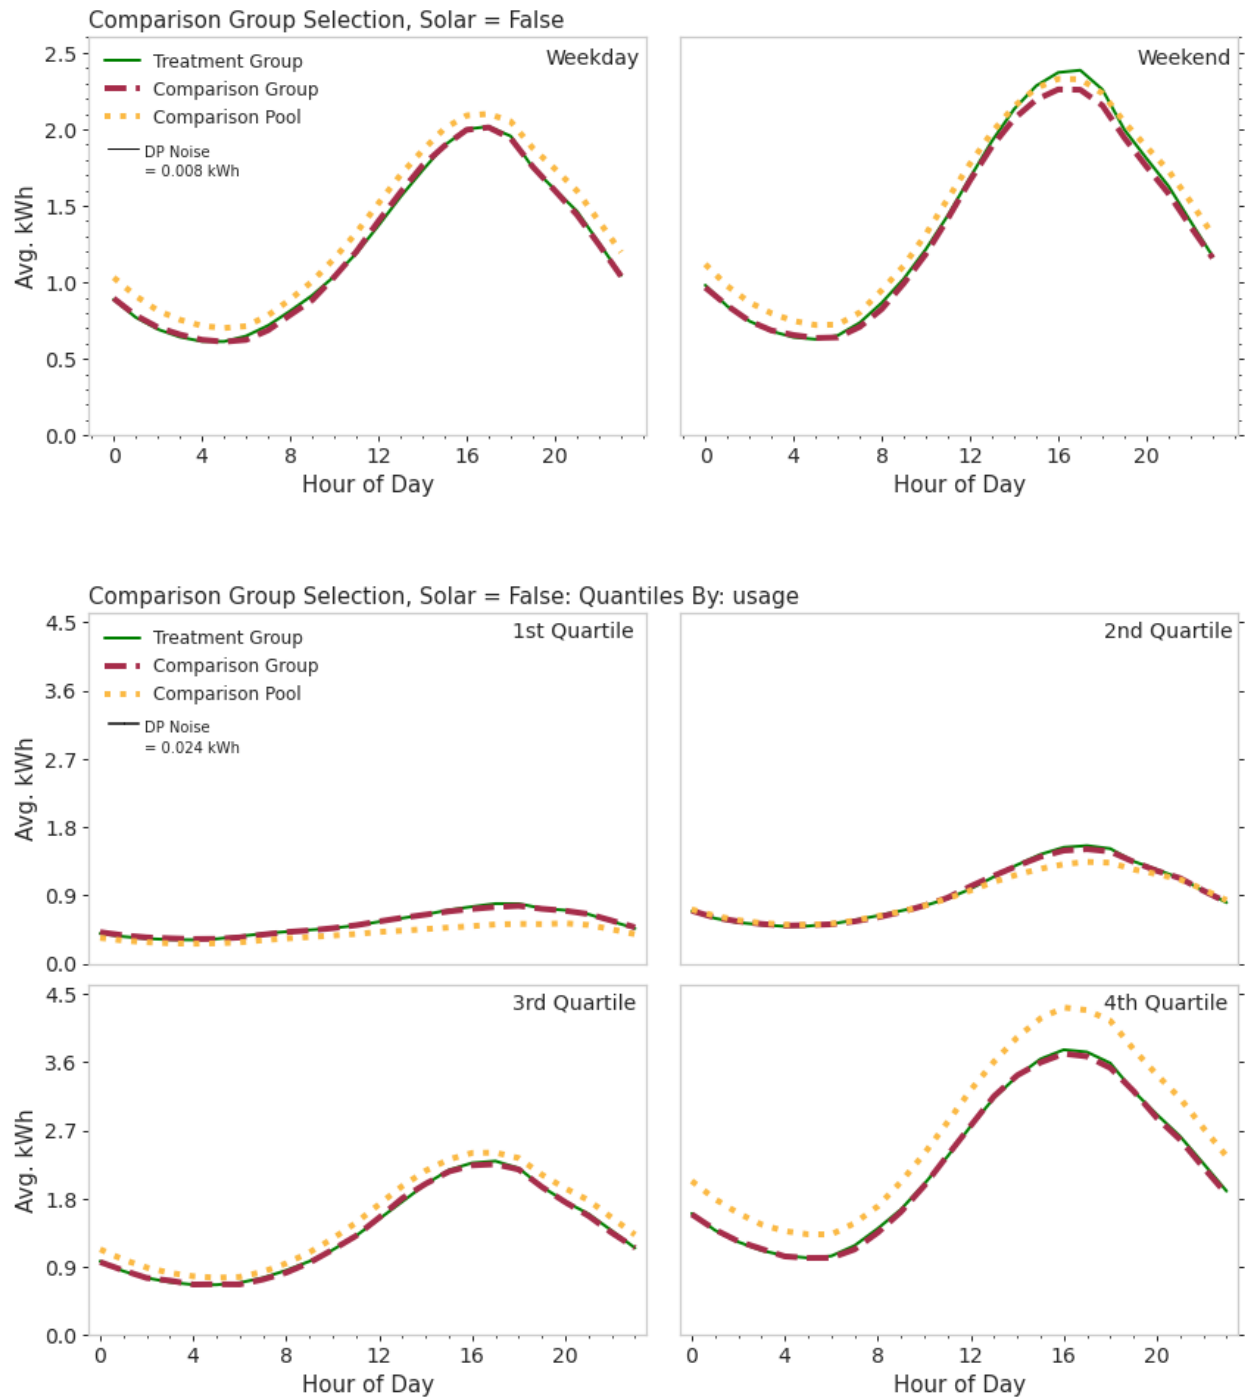 Comparison Group Selection, Solar = False
Treatment Group
Comparison Group
Comparison Pool
DP Noise
= 0.008 kWh
Weekday
Weekend
Avg. kWh
2.5
2.0
1.5
1.0
0.5
0.0
0 4 8 12 16 20
0 4 8 12 16 20
Hour of Day
Hour of Day
Comparison Group Selection, Solar = False: Quantiles By: usage
Treatment Group
Comparison Group
Comparison Pool
DP Noise
= 0.024 kWh
1st Quartile
2nd Quartile
Avg. kWh
4.5
3.6
2.7
1.8
0.9
0.0
3rd Quartile
4th Quartile
Avg. kWh
4.5
3.6
2.7
1.8
0.9
0.0
0 4 8 12 16 20
0 4 8 12 16 20
Hour of Day
Hour of Day